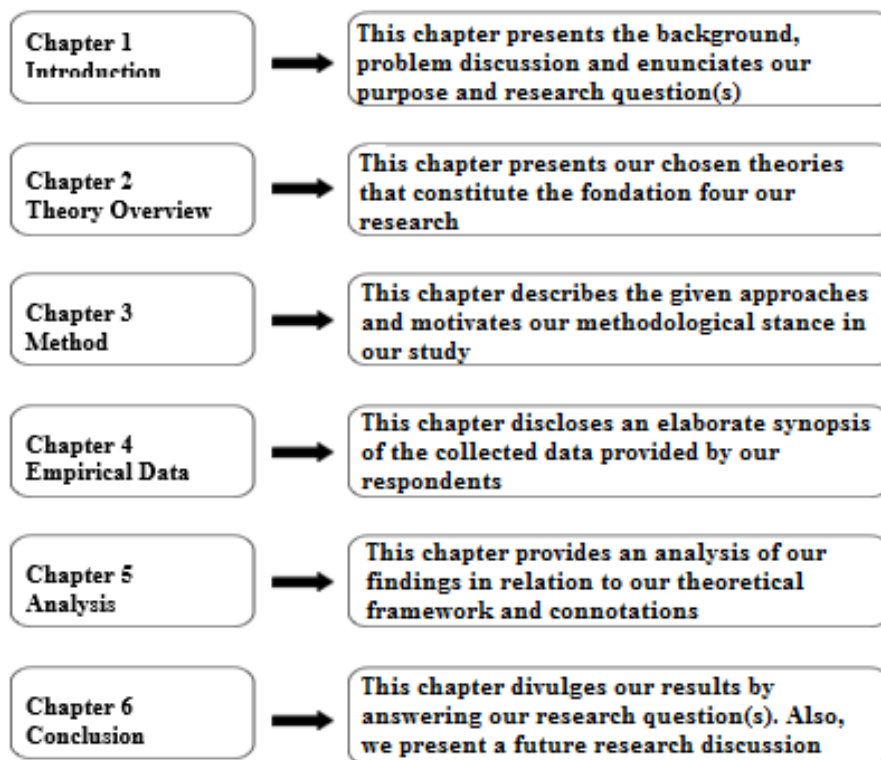 Chapter 1
Introduction
This chapter presents the background,
problem discussion and enunciates our
purpose and research question(s)
Chapter 2
Theory Overview
This chapter presents our chosen theories
that constitute the fondation four our
research
Chapter 3
Method
This chapter describes the given approaches
and motivates our methodological stance in
our study
Chapter 4
Empirical Data
This chapter discloses an elaborate synopsis
of the collected data provided by our
respondents
Chapter 5
Analysis
This chapter provides an analysis of our
findings in relation to our theoretical
framework and connotations
Chapter 6
Conclusion
This chapter divulges our results by
answering our research question(s). Also,
we present a future research discussion